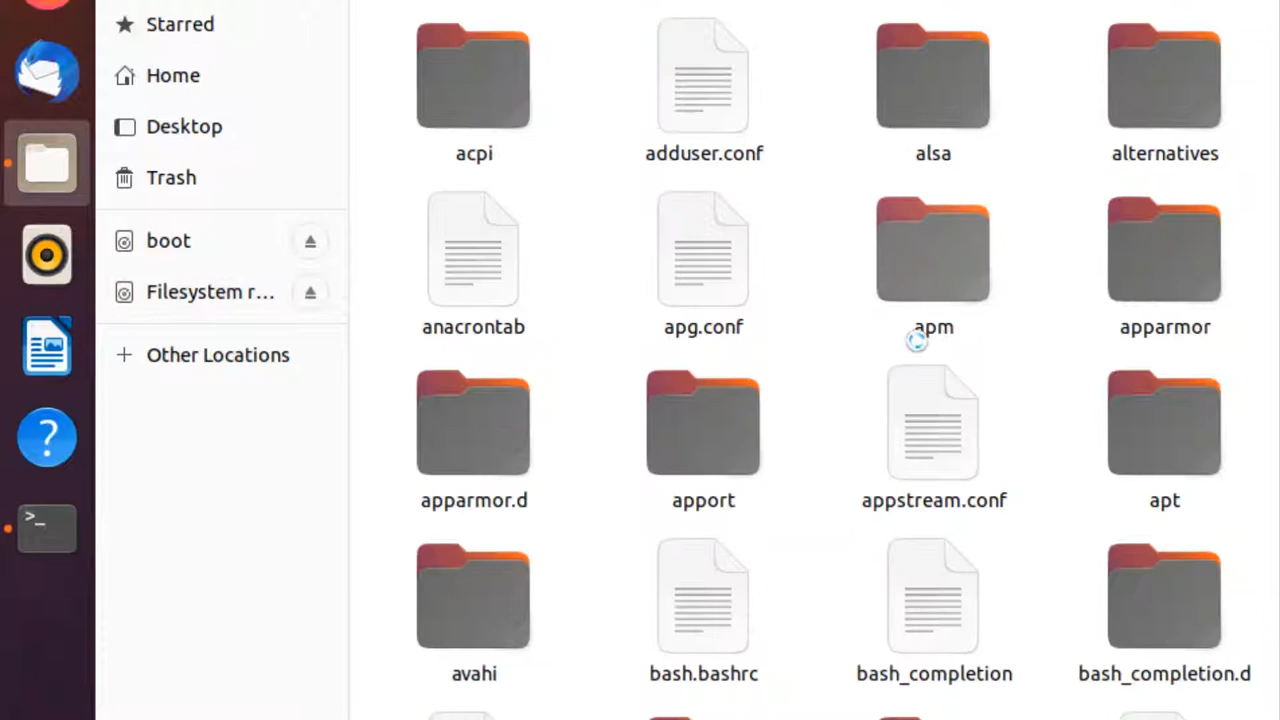 Starred
Home
Desktop
Trash
boot
Filesystem r...
Other Locations
>_
?
acpi
adduser.conf
alsa
alternatives
anacrontab
apg.conf
apm
apparmor
apparmor.d
apport
appstream.conf
apt
avahi
bash.bashrc
bash_completion
bash_completion.d